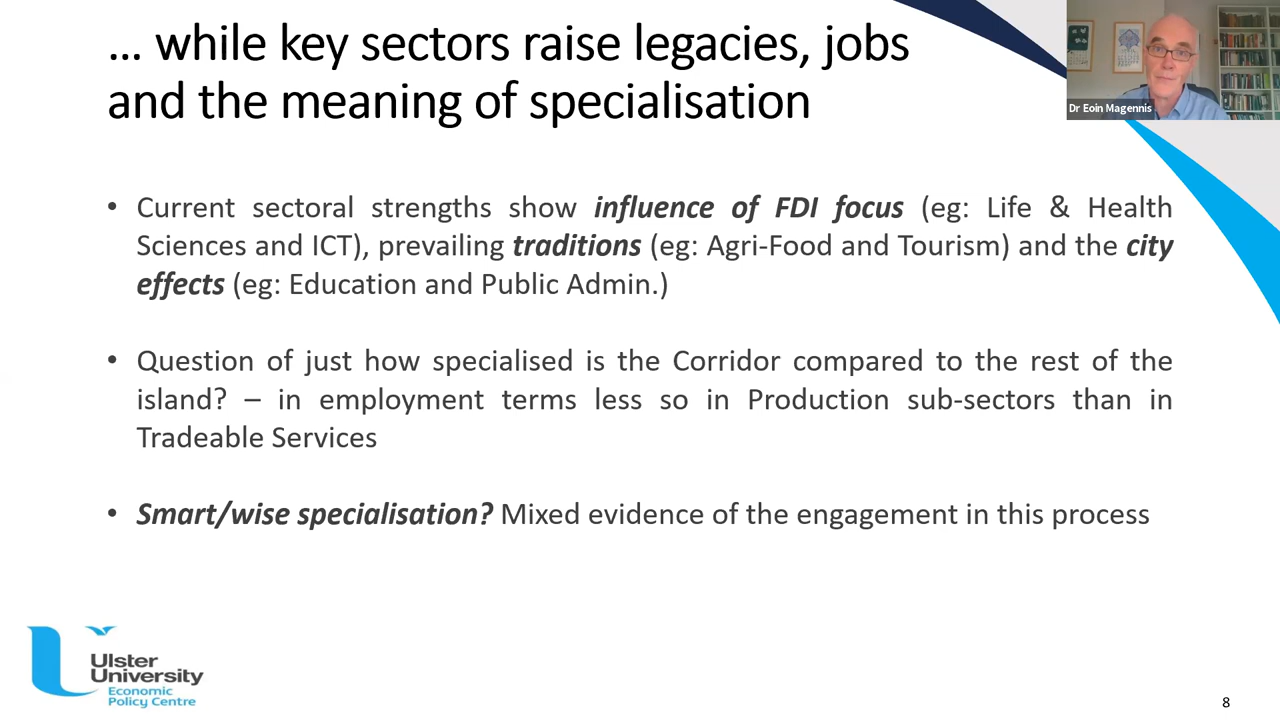 ... while key sectors raise legacies, jobs
and the meaning of specialisation
Dr Eoin Magennis
• Current sectoral strengths show influence of FDI focus (eg: Life & Health
Sciences and ICT), prevailing traditions (eg: Agri-Food and Tourism) and the city
effects (eg: Education and Public Admin.)
• Question of just how specialised is the Corridor compared to the rest of the
island? – in employment terms less so in Production sub-sectors than in
Tradeable Services
• Smart/wise specialisation? Mixed evidence of the engagement in this process
Ulster
University
Economic
Policy Centre
8